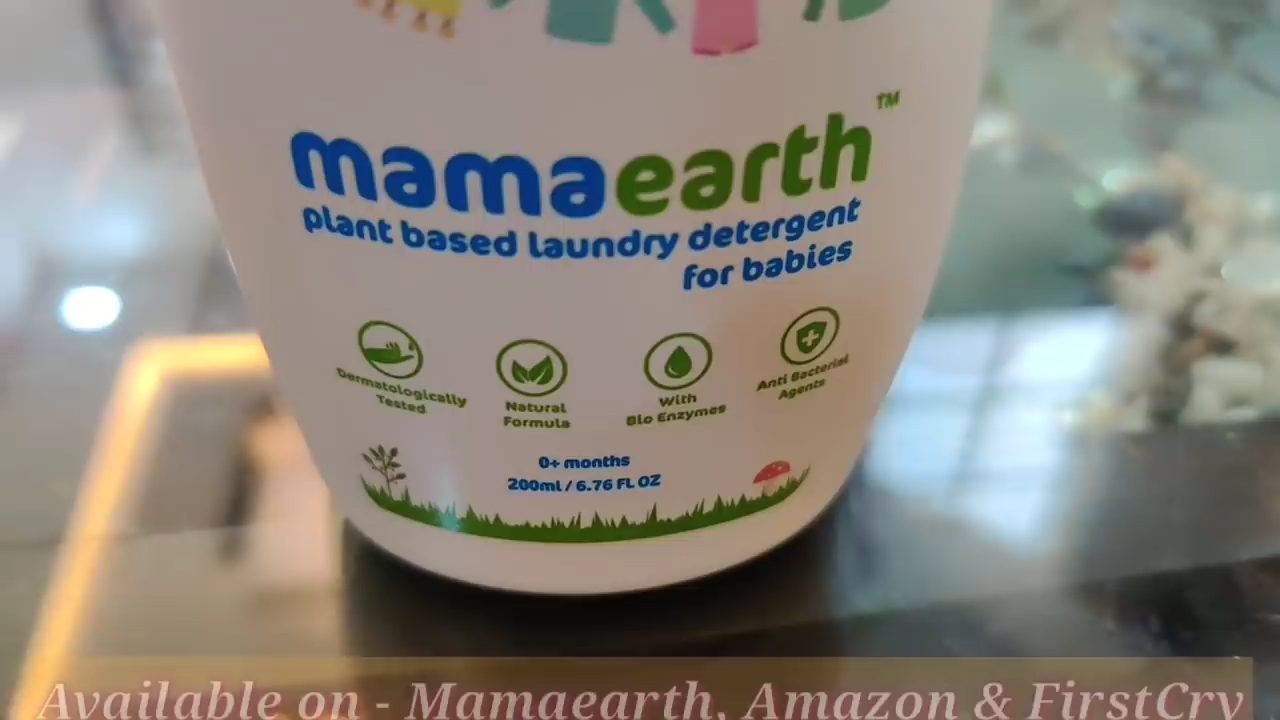 mamaearth™
plant based laundry detergent
for babies
Dermatologically
Tested
Natural
Formula
With
Bio Enzymes
Anti Bacterial
Agents
0+ months
200ml / 6.76 FL OZ
Available on - Mamaearth, Amazon & FirstCry